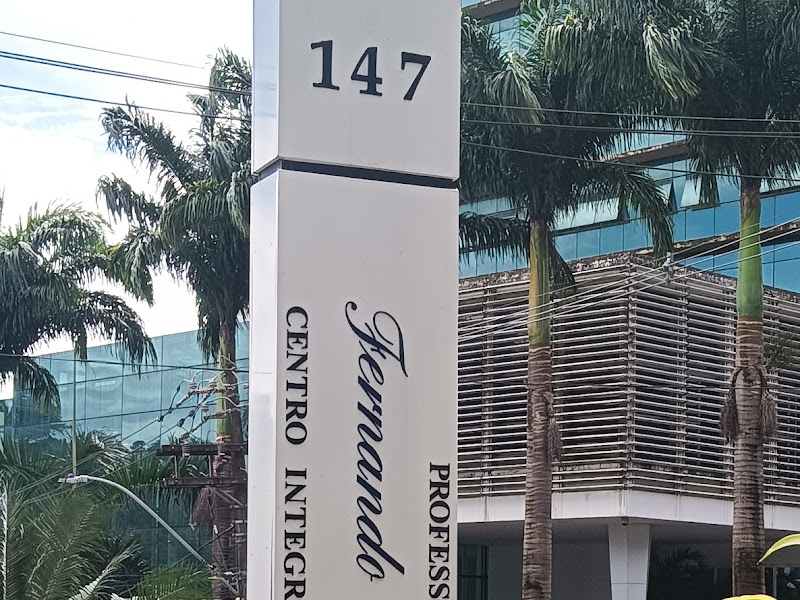 147
CENTRO INTEGR
Fernando
PROFESS